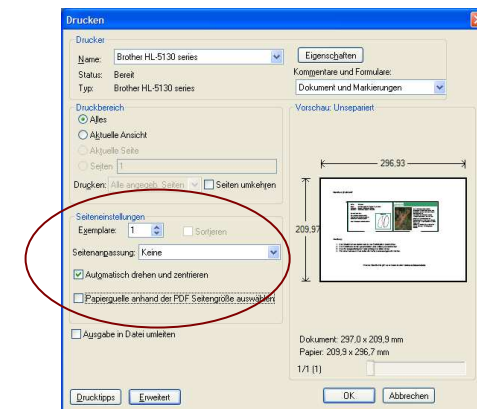 Drucken
Drucker
Name: Brother HL-5130 series
Eigenschaften
Status: Bereit
Kommentare und Formulare:
Typ: Brother HL-5130 series
Dokument und Markierungen
Druckbereich
Alles
Aktuelle Ansicht
Aktuelle Seite
Seiten 1
Drucken: Alle angegeb. Seiten
Seiten umkehren
Seiteneinstellungen
Exemplare: 1
Sortieren
Seitenanpassung: Keine
Automatisch drehen und zentrieren
Papierquelle anhand der PDF Seitengröße auswählen
Ausgabe in Datei umleiten
Vorschau: Unsepariert
296,93
209,97
Dokument: 297,0 x 209,9 mm
Papier: 209,9 x 296,7 mm
1/1 (1)
Drucktipps
Erweitert
OK
Abbrechen